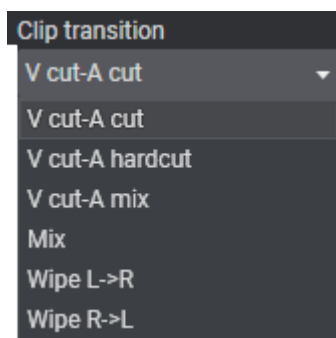 Clip transition
V cut-A cut
V cut-A cut
V cut-A hardcut
V cut-A mix
Mix
Wipe L->R
Wipe R->L